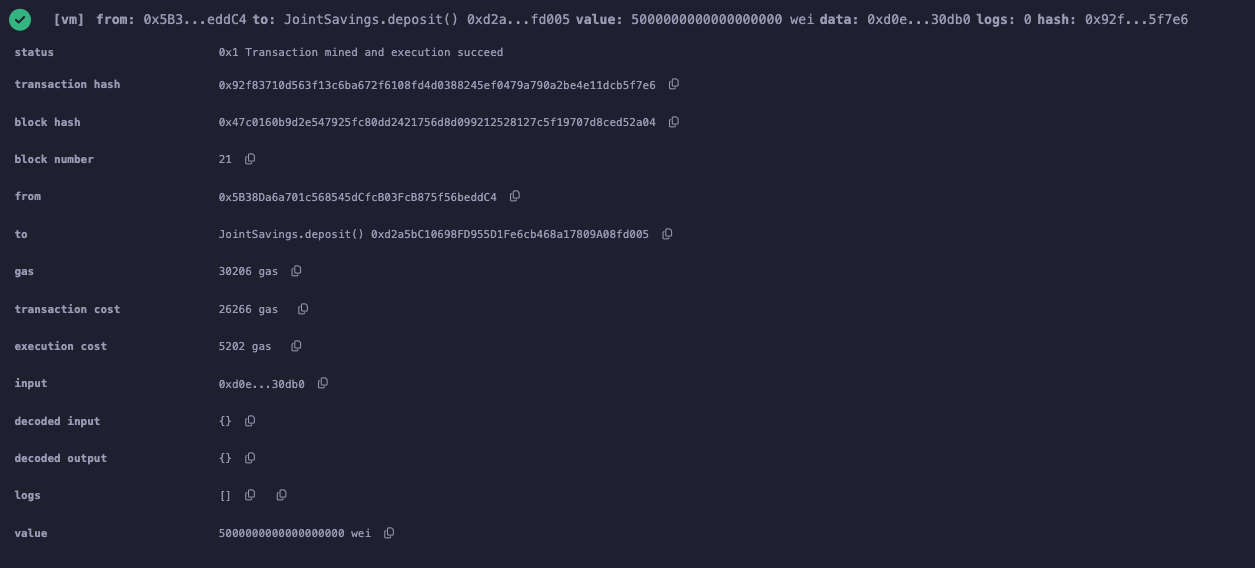 [vm] from: 0x5B3...eddC4 to: JointSavings.deposit() 0xd2a...fd005 value: 5000000000000000000 wei data: 0xd0e...30db0 logs: 0 hash: 0x92f...5f7e6
status 0x1 Transaction mined and execution succeed
transaction hash 0x92f83710d563f13c6ba672f6108fd4d0388245ef0479a790a2be4e11dcb5f7e6
block hash 0x47c0160b9d2e547925fc80dd2421756d8d099212528127c5f19707d8ced52a04
block number 21
from 0x5B38Da6a701c568545dCfcB03FcB875f56beddC4
to JointSavings.deposit() 0xd2a5bC10698FD955D1Fe6cb468a17809A08fd005
gas 30206 gas
transaction cost 26266 gas
execution cost 5202 gas
input 0xd0e...30db0
decoded input {}
decoded output {}
logs []
value 5000000000000000000 wei